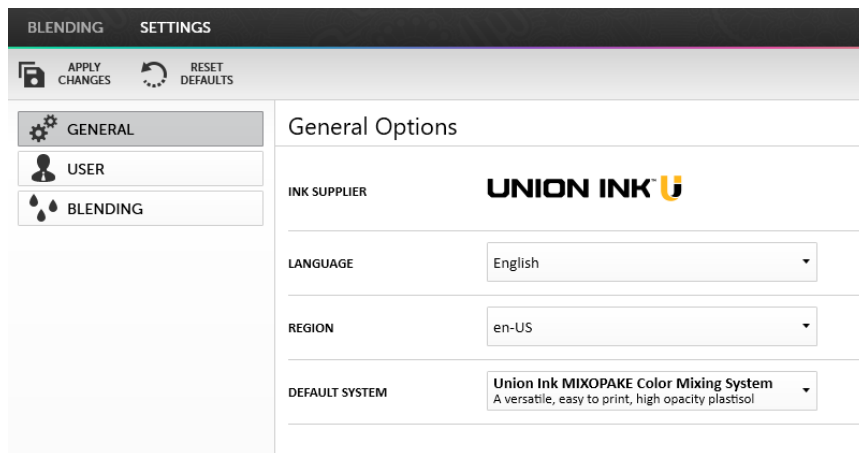 BLENDING SETTINGS
APPLY CHANGES
RESET DEFAULTS
GENERAL
USER
BLENDING
General Options
INK SUPPLIER UNION INK™ U
LANGUAGE English
REGION en-US
DEFAULT SYSTEM Union Ink MIXOPAKE Color Mixing System
A versatile, easy to print, high opacity plastisol